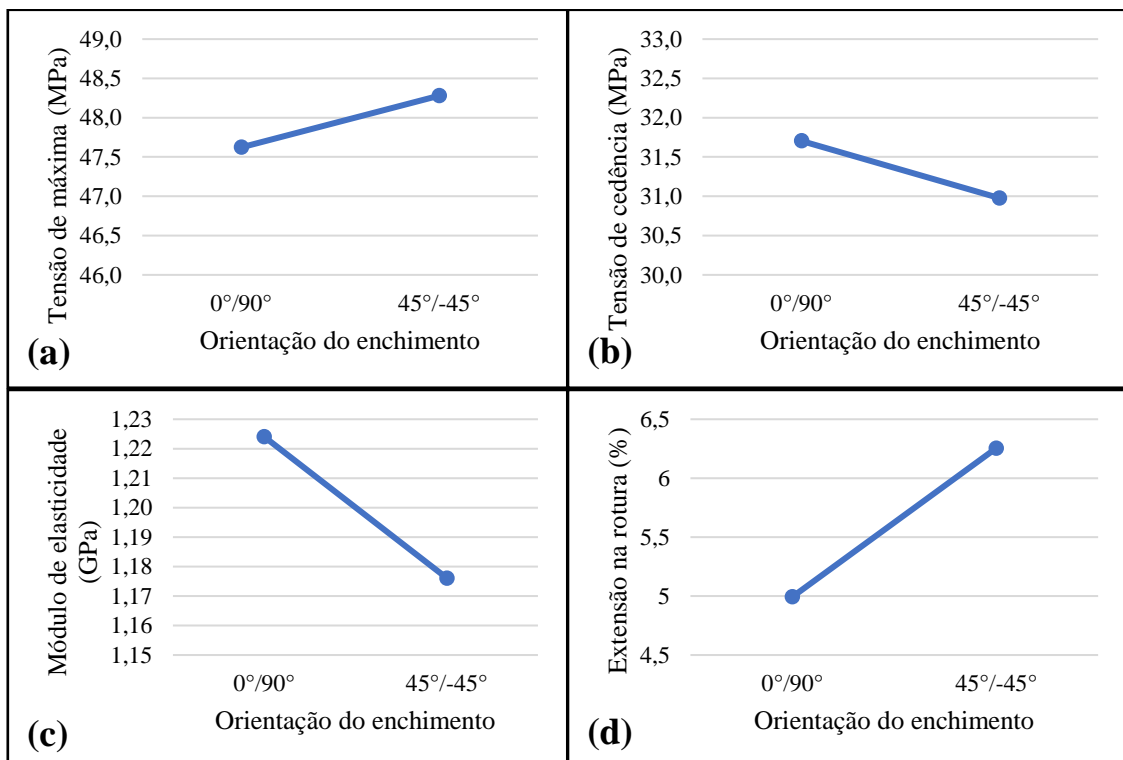 Tensão de máxima (MPa)
49,0
48,5
48,0
47,5
47,0
46,5
46,0
0°/90°
45°/-45°
Orientação do enchimento
(a)
Tensão de cedência (MPa)
33,0
32,5
32,0
31,5
31,0
30,5
30,0
0°/90°
45°/-45°
Orientação do enchimento
(b)
Módulo de elasticidade
((GPa)
1,23
1,22
1,21
1,20
1,19
1,18
1,17
1,16
1,15
0°/90°
45°/-45°
Orientação do enchimento
(c)
Extensão na rotura (%)
6,5
6
5,5
5
4,5
0°/90°
45°/-45°
Orientação do enchimento
(d)